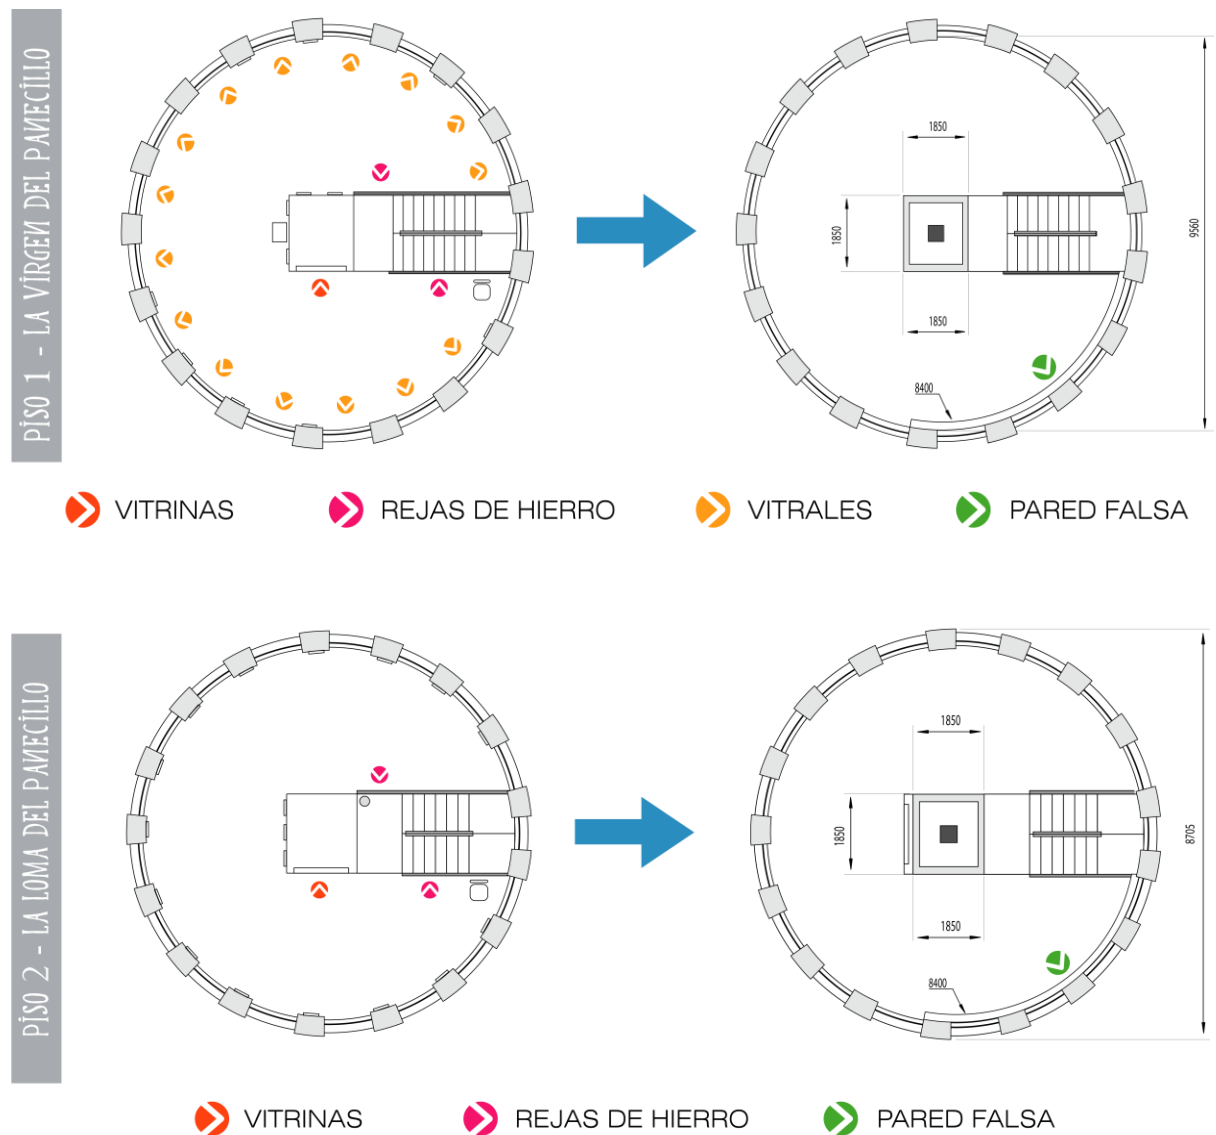 PISO 1 - LA VIRGEN DEL PANECILLO
1850
1850
1850
8400
9560
VITRINAS
REJAS DE HIERRO
VITRALES
PARED FALSA
PISO 2 - LA LOMA DEL PANECILLO
1850
1850
1850
8400
8705
VITRINAS
REJAS DE HIERRO
PARED FALSA